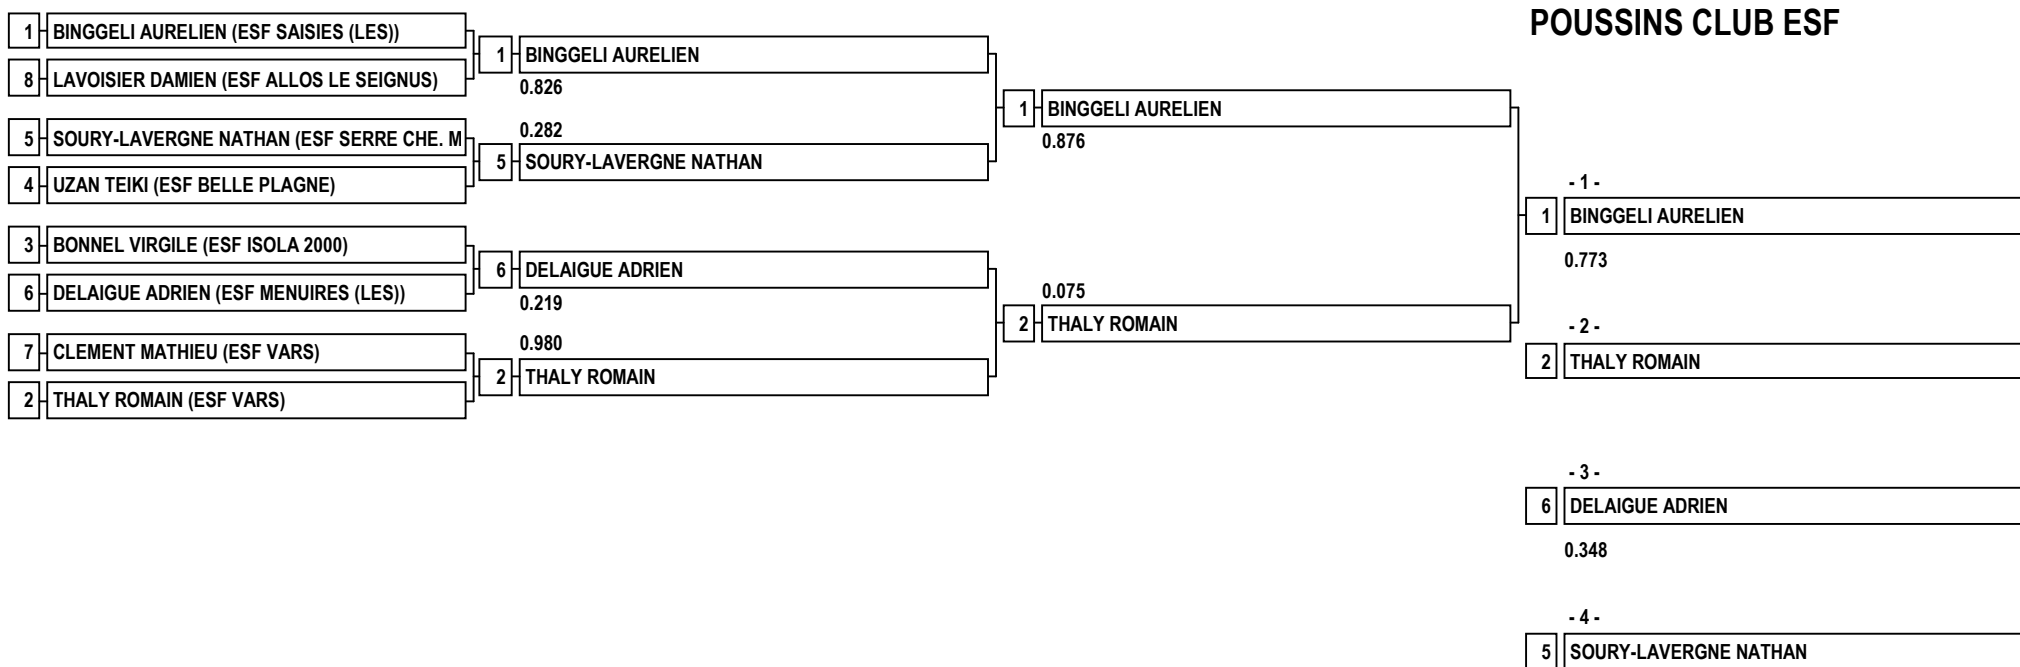 POUSSINS CLUB ESF
1 BINGGELI AURELIEN (ESF SAISIES (LES))
8 LAVOISIER DAMIEN (ESF ALLOS LE SEIGNUS)
5 SOURY-LAVERGNE NATHAN (ESF SERRE CHE. M
4 UZAN TEIKI (ESF BELLE PLAGNE)
3 BONNEL VIRGILE (ESF ISOLA 2000)
6 DELAIGUE ADRIEN (ESF MENUIRES (LES))
7 CLEMENT MATHIEU (ESF VARS)
2 THALY ROMAIN (ESF VARS)
1 BINGGELI AURELIEN
0.826
0.282
5 SOURY-LAVERGNE NATHAN
6 DELAIGUE ADRIEN
0.219
0.980
2 THALY ROMAIN
1 BINGGELI AURELIEN
0.876
0.075
2 THALY ROMAIN
- 1 -
1 BINGGELI AURELIEN
0.773
- 2 -
2 THALY ROMAIN
- 3 -
6 DELAIGUE ADRIEN
0.348
- 4 -
5 SOURY-LAVERGNE NATHAN